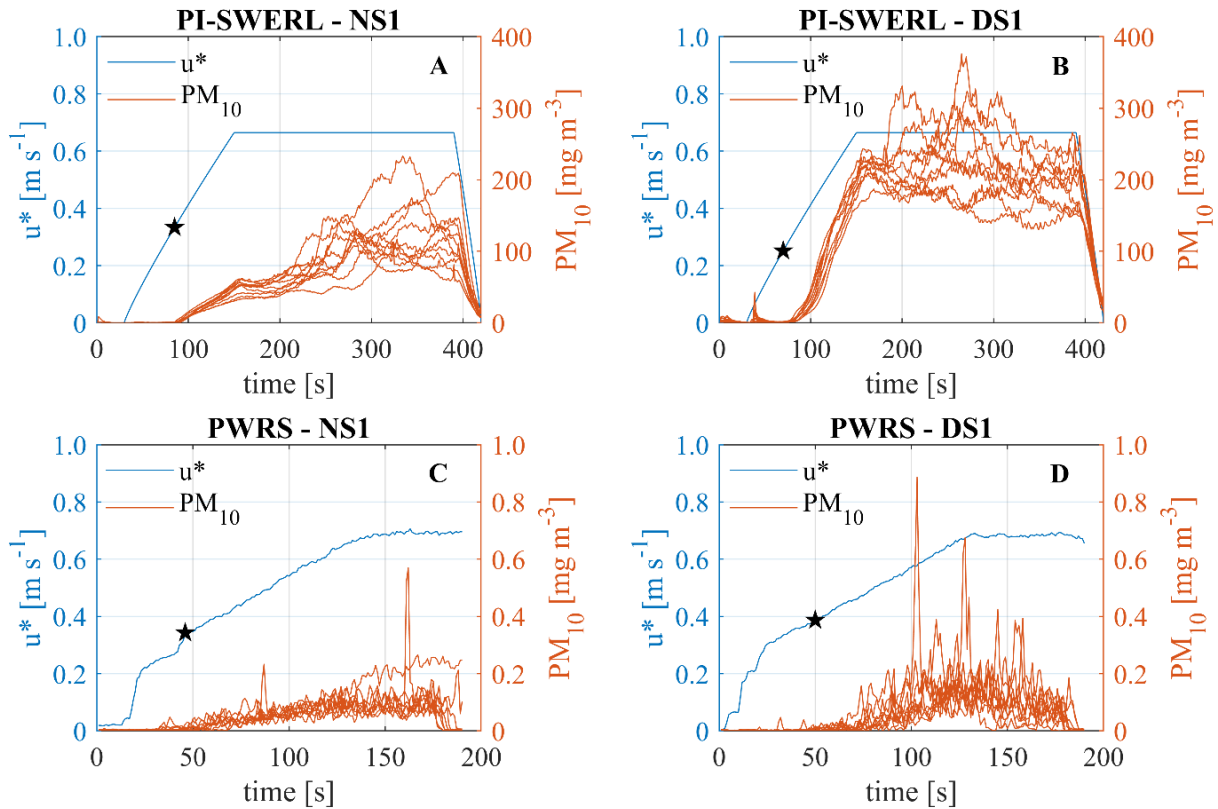 PI-SWERL - NS1
1.0
0.8
0.6
0.4
0.2
0
u* [m s⁻¹]
u*
PM₁₀
A
400
300
200
100
0
PM₁₀ [mg m⁻³]
0 100 200 300 400
time [s]
PI-SWERL - DS1
1.0
0.8
0.6
0.4
0.2
0
u* [m s⁻¹]
u*
PM₁₀
B
400
300
200
100
0
PM₁₀ [mg m⁻³]
0 100 200 300 400
time [s]
PWRS - NS1
1.0
0.8
0.6
0.4
0.2
0
u* [m s⁻¹]
u*
PM₁₀
C
1.0
0.8
0.6
0.4
0.2
0
PM₁₀ [mg m⁻³]
0 50 100 150 200
time [s]
PWRS - DS1
1.0
0.8
0.6
0.4
0.2
0
u* [m s⁻¹]
u*
PM₁₀
D
1.0
0.8
0.6
0.4
0.2
0
PM₁₀ [mg m⁻³]
0 50 100 150 200
time [s]